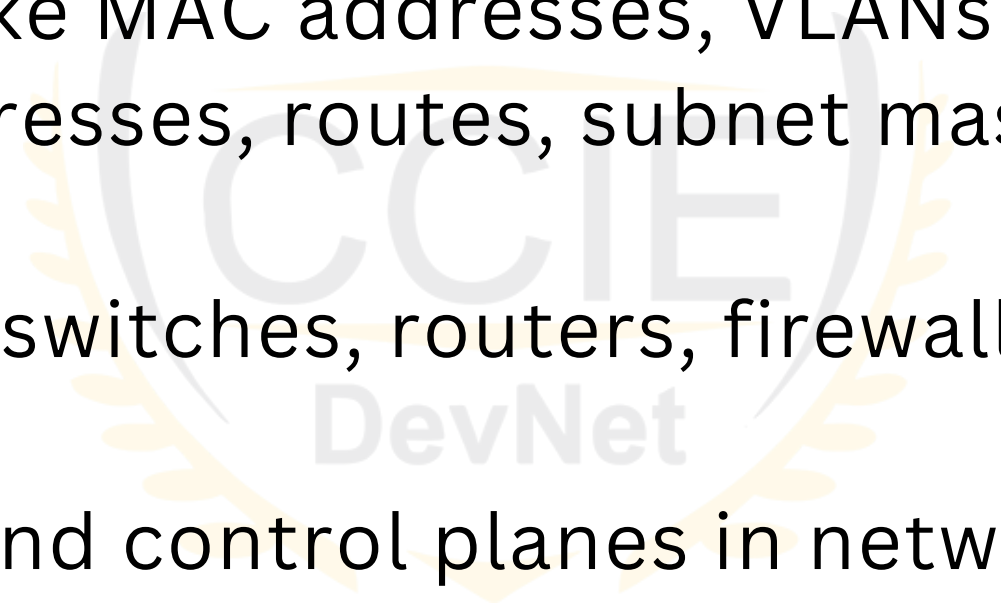 ke MAC addresses, VLANs
resses, routes, subnet mas
CCIE
switches, routers, firewall
DevNet
nd control planes in netw